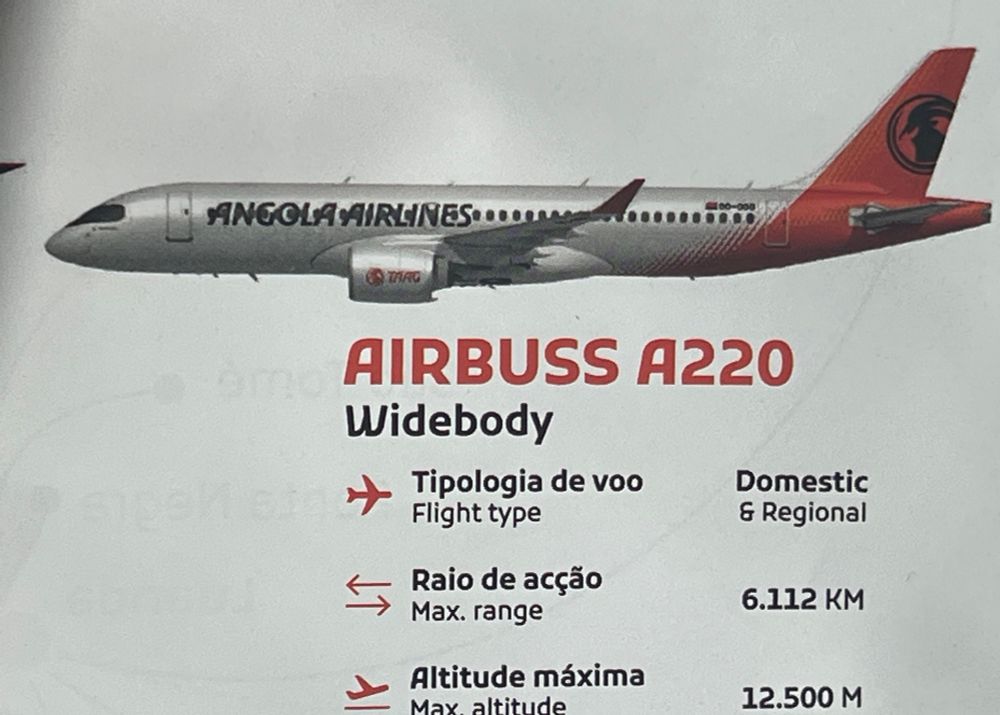 ANGOLA AIRLINES
TAAG
AIRBUSS A220
Widebody
Tipologia de voo
Flight type
Domestic
& Regional
Raio de acção
Max. range
6.112 KM
Altitude máxima
Max. altitude
12.500 M